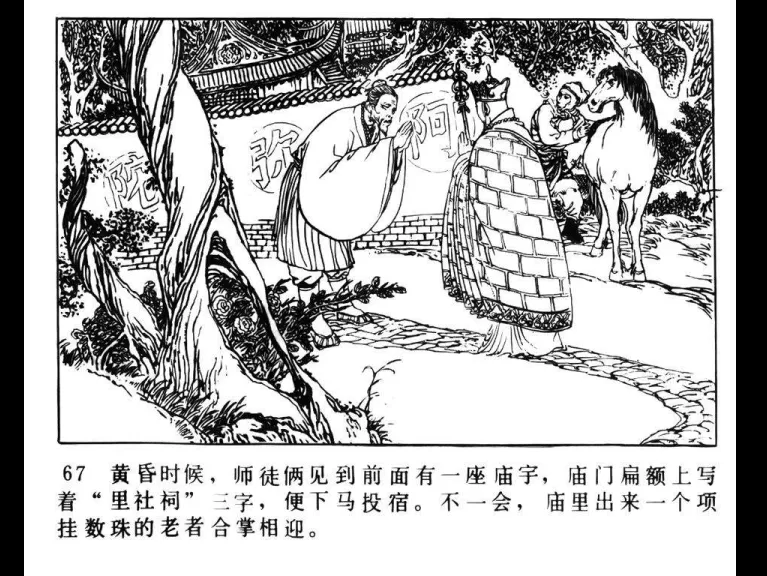 阿
弥
陀
67 黄昏时候，师徒俩见到前面有一座庙宇，庙门扁额上写
着“里社祠”三字，便下马投宿。不一会，庙里出来一个项
挂数珠的老者合掌相迎。